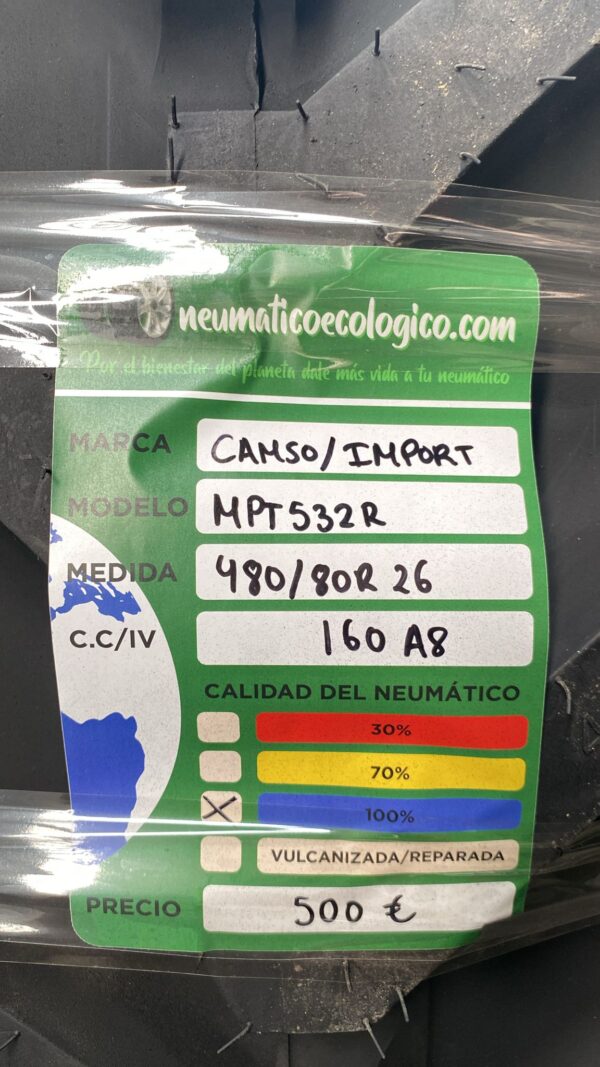 neumaticoecologico.com
Por el bienestar del planeta date más vida a tu neumático
MARCA CAMSO/IMPORT
MODELO MPT532R
MEDIDA 480/80R 26
C.C/IV 160 A8
CALIDAD DEL NEUMÁTICO
30%
70%
X 100%
VULCANIZADA/REPARADA
PRECIO 500 €